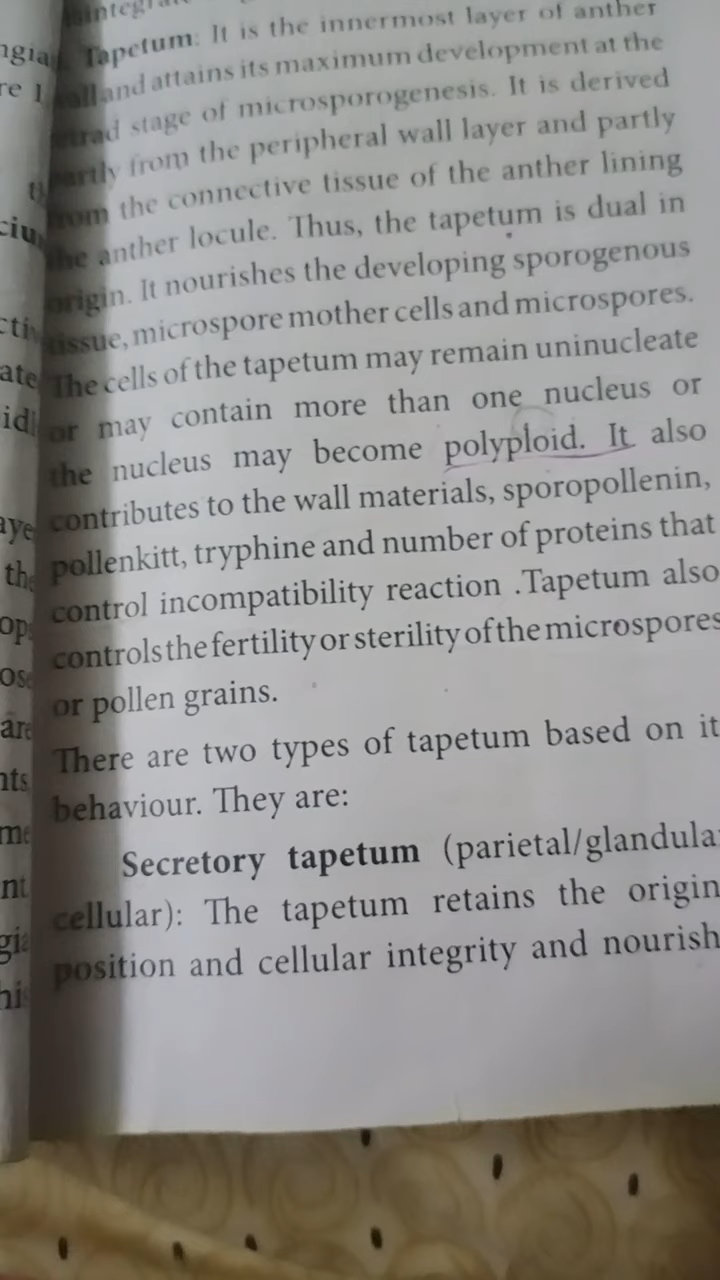 Tapetum: It is the innermost layer of anther
and attains its maximum development at the
stage of microsporogenesis. It is derived
from the peripheral wall layer and partly
the connective tissue of the anther lining
anther locule. Thus, the tapetum is dual in
origin. It nourishes the developing sporogenous
tissue, microspore mother cells and microspores.
The cells of the tapetum may remain uninucleate
or may contain more than one nucleus or
the nucleus may become polyploid. It also
contributes to the wall materials, sporopollenin,
pollenkitt, tryphine and number of proteins that
control incompatibility reaction .Tapetum also
controls the fertility or sterility of the microspores
or pollen grains.
There are two types of tapetum based on it
behaviour. They are:
Secretory tapetum (parietal/glandula
cellular): The tapetum retains the origin
position and cellular integrity and nourish